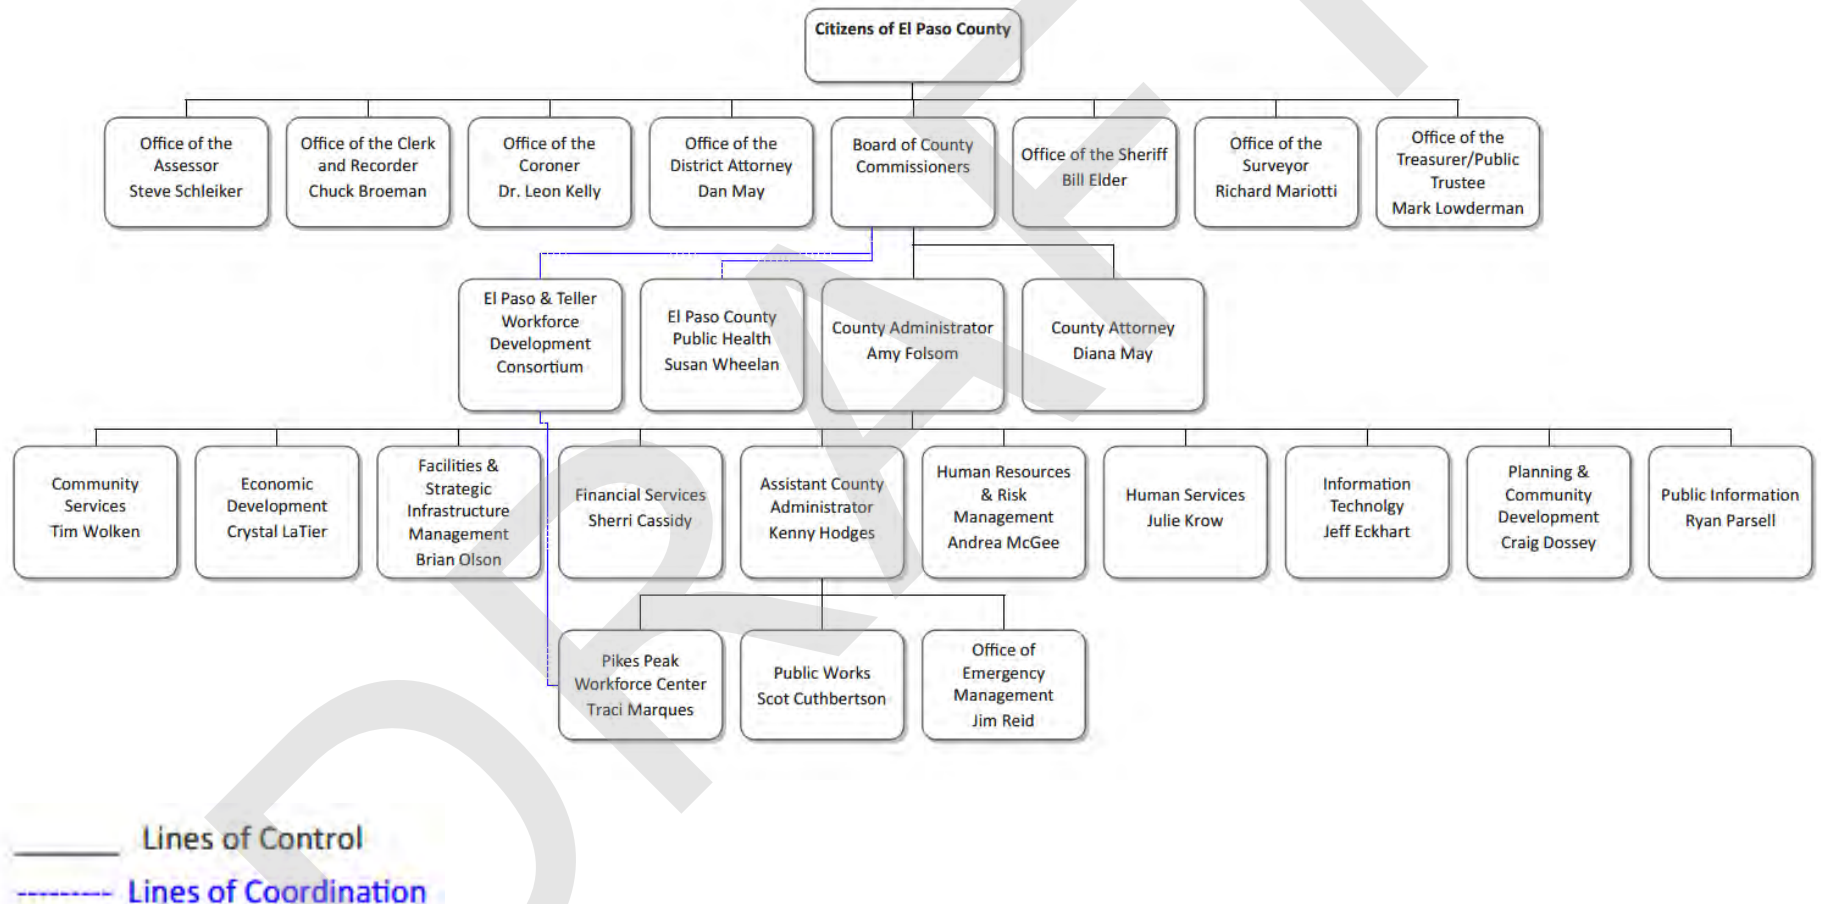 Citizens of El Paso County
Office of the
Assessor
Steve Schleiker
Office of the Clerk
and Recorder
Chuck Broeman
Office of the
Coroner
Dr. Leon Kelly
Office of the
District Attorney
Dan May
Board of County
Commissioners
Office of the Sheriff
Bill Elder
Office of the
Surveyor
Richard Mariotti
Office of the
Treasurer/Public
Trustee
Mark Lowderman
El Paso & Teller
Workforce
Development
Consortium
El Paso County
Public Health
Susan Wheelan
County Administrator
Amy Folsom
County Attorney
Diana May
Community
Services
Tim Wolken
Economic
Development
Crystal LaTier
Facilities &
Strategic
Infrastructure
Management
Brian Olson
Financial Services
Sherri Cassidy
Assistant County
Administrator
Kenny Hodges
Human Resources
& Risk
Management
Andrea McGee
Human Services
Julie Krow
Information
Technolgy
Jeff Eckhart
Planning &
Community
Development
Craig Dossey
Public Information
Ryan Parsell
Pikes Peak
Workforce Center
Traci Marques
Public Works
Scot Cuthbertson
Office of
Emergency
Management
Jim Reid
Lines of Control
Lines of Coordination
DRAFT